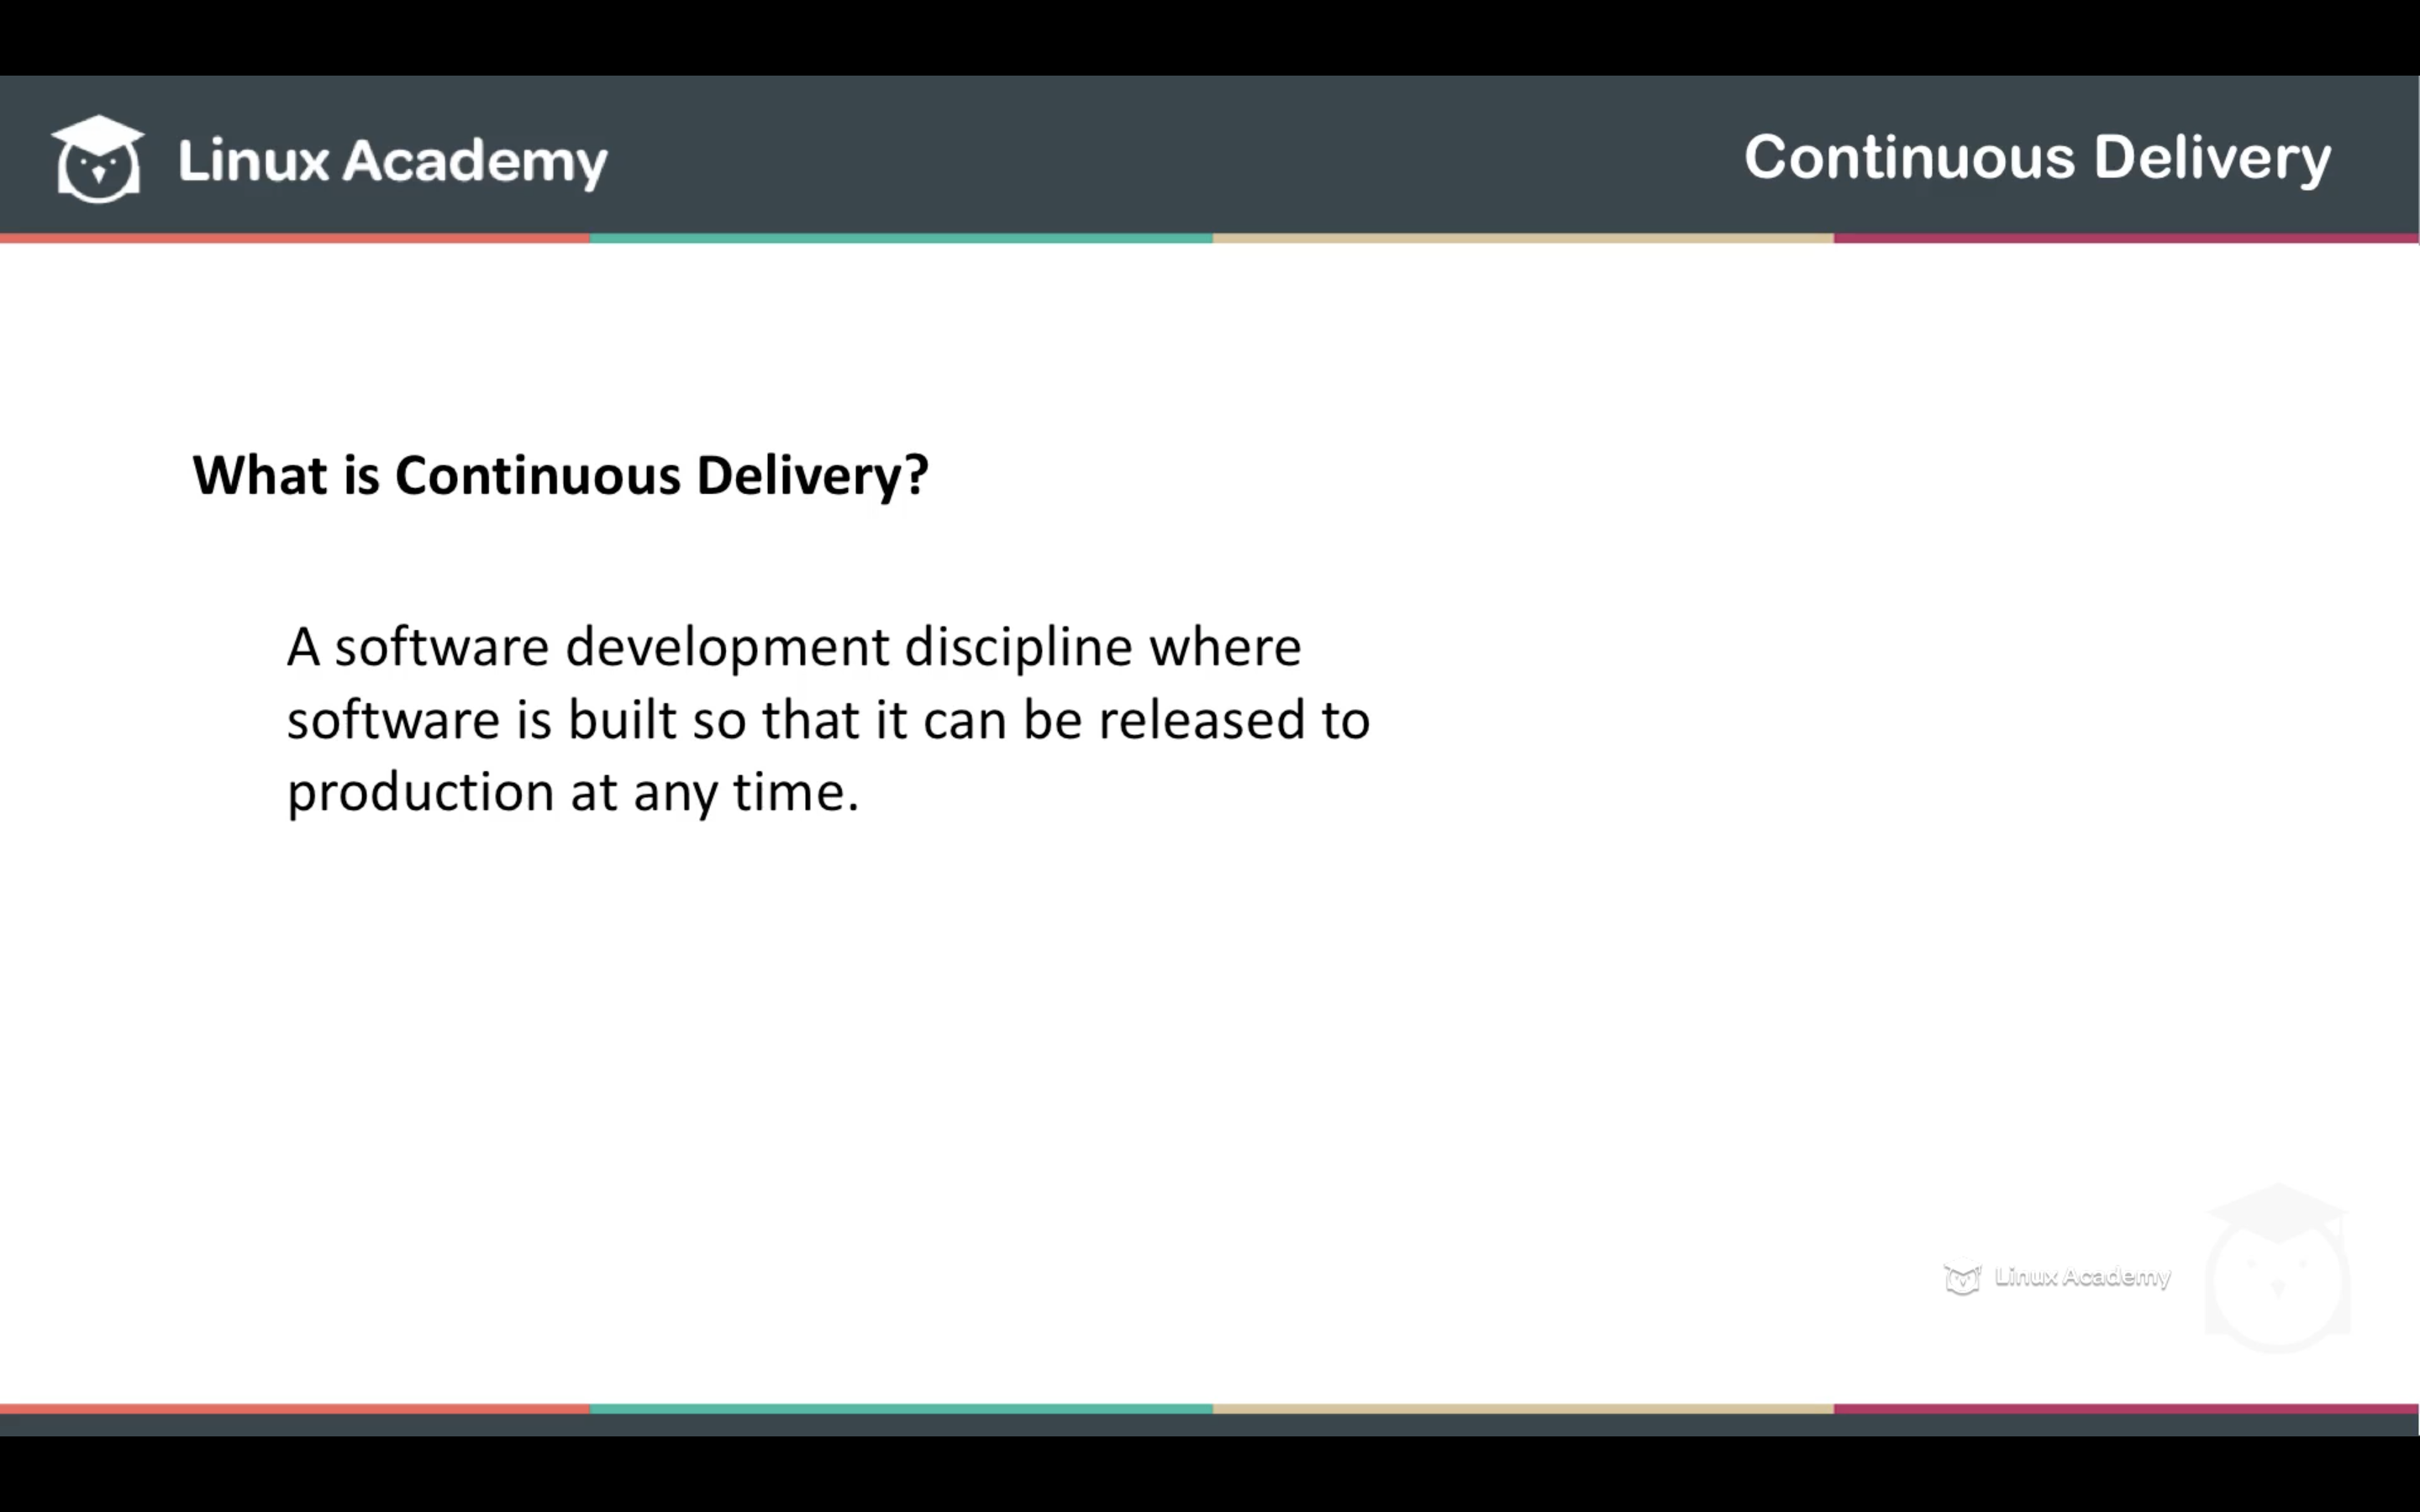 Linux Academy
Continuous Delivery
What is Continuous Delivery?
A software development discipline where
software is built so that it can be released to
production at any time.
Linux Academy